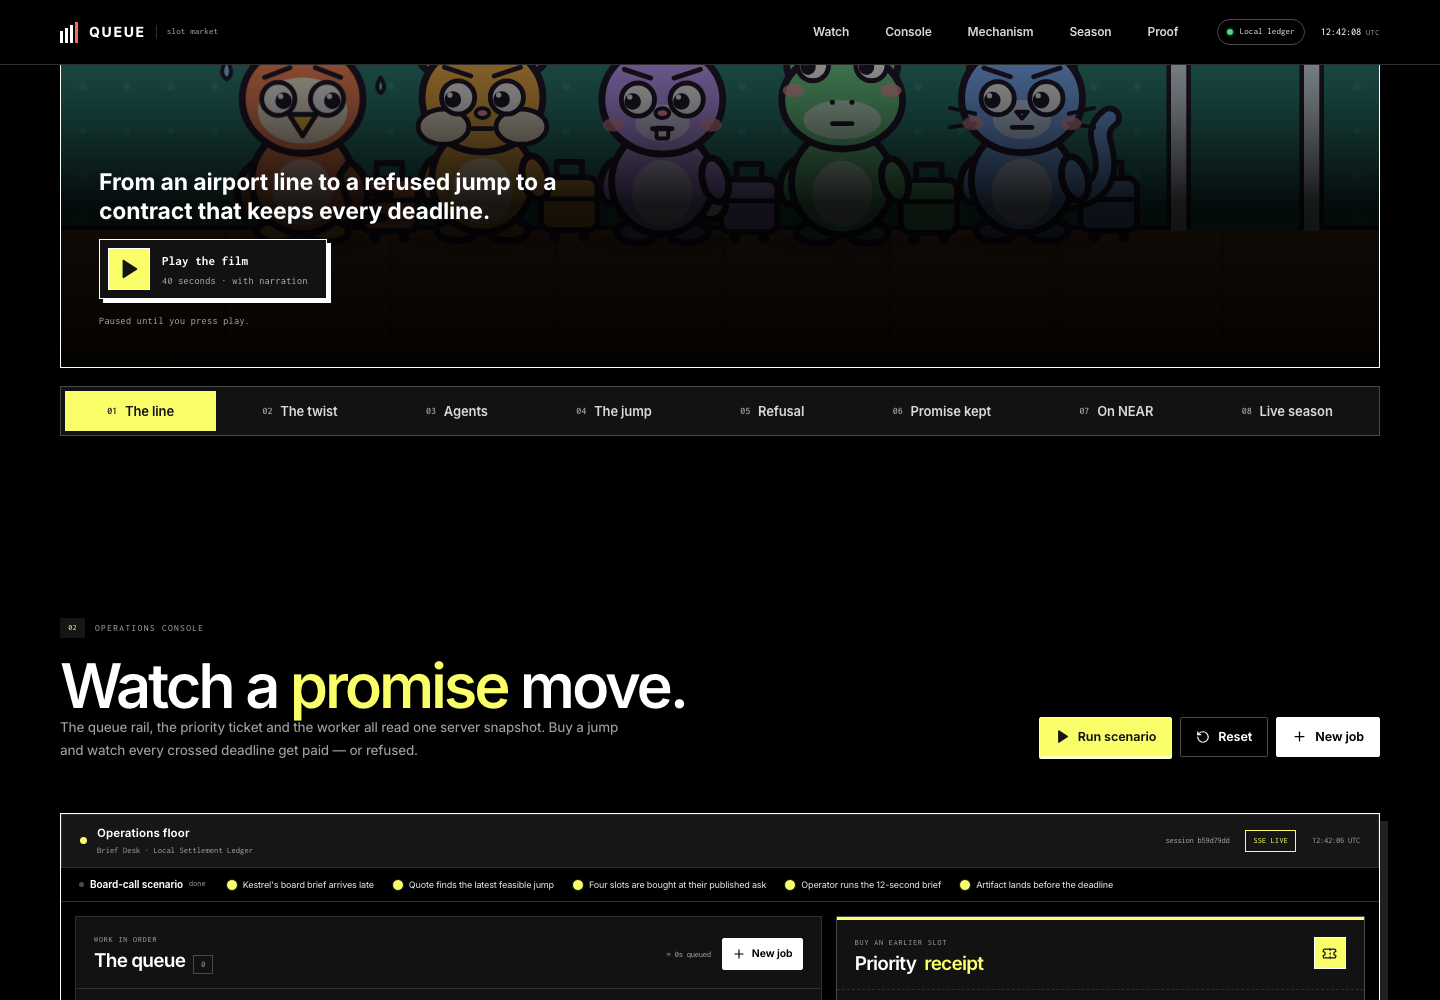 QUEUE slot market Watch Console Mechanism Season Proof Local ledger 12:42:08 UTC
From an airport line to a refused jump to a
contract that keeps every deadline.
Play the film
40 seconds · with narration
Paused until you press play.
01 The line 02 The twist 03 Agents 04 The jump 05 Refusal 06 Promise kept 07 On NEAR 08 Live season
02 OPERATIONS CONSOLE
Watch a promise move.
The queue rail, the priority ticket and the worker all read one server snapshot. Buy a jump
and watch every crossed deadline get paid — or refused.
Run scenario Reset New job
Operations floor
Brief Desk · Local Settlement Ledger
session b59d79dd SSE LIVE 12:42:06 UTC
Board-call scenario done Kestrel's board brief arrives late Quote finds the latest feasible jump Four slots are bought at their published ask Operator runs the 12-second brief Artifact lands before the deadline
WORK IN ORDER
The queue 0
≈ 0s queued New job
BUY AN EARLIER SLOT
Priority receipt